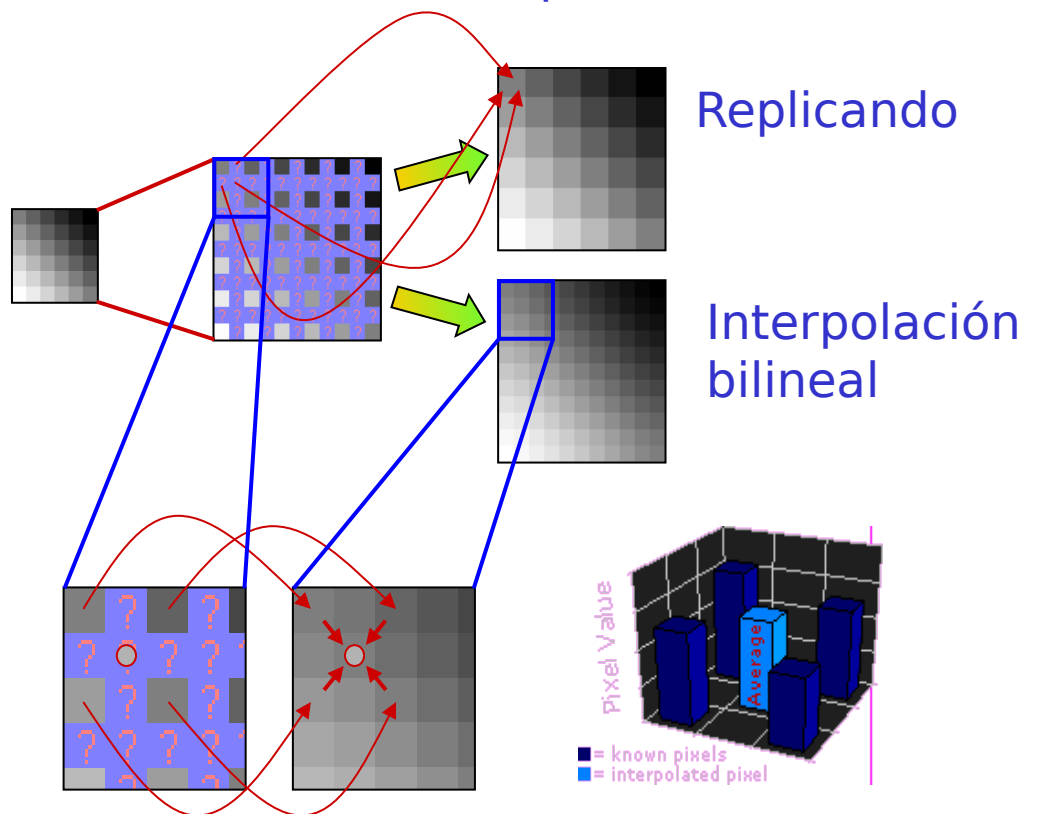 Replicando
Interpolación
bilineal
Pixel Value
Average
= known pixels
= interpolated pixel